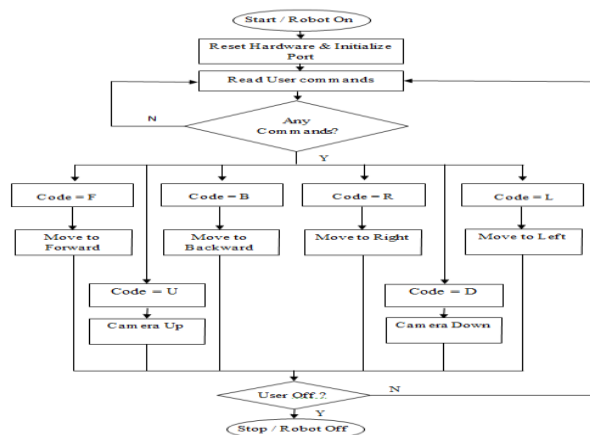 Start / Robot On
Reset Hardware & Initialize
Port
Read User commands
N
Any
Commands?
Y
Code = F
Code = B
Code = R
Code = L
Move to
Forward
Move to
Backward
Move to Right
Move to Left
Code = U
Code = D
Camera Up
Camera Down
User Off ?
N
Y
Stop / Robot Off